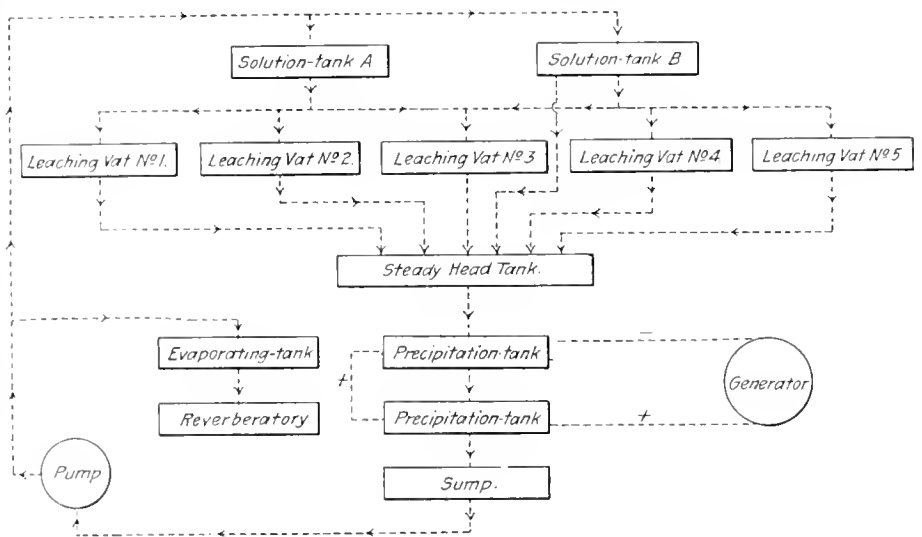 Solution-tank A
Solution-tank B
Leaching Vat Nº1.
Leaching Vat Nº2.
Leaching Vat Nº3
Leaching Vat Nº4
Leaching Vat Nº5
Steady Head Tank.
Evaporating-tank
Precipitation-tank
−
+
Generator
Reverberatory
Precipitation-tank
+
Pump
Sump.